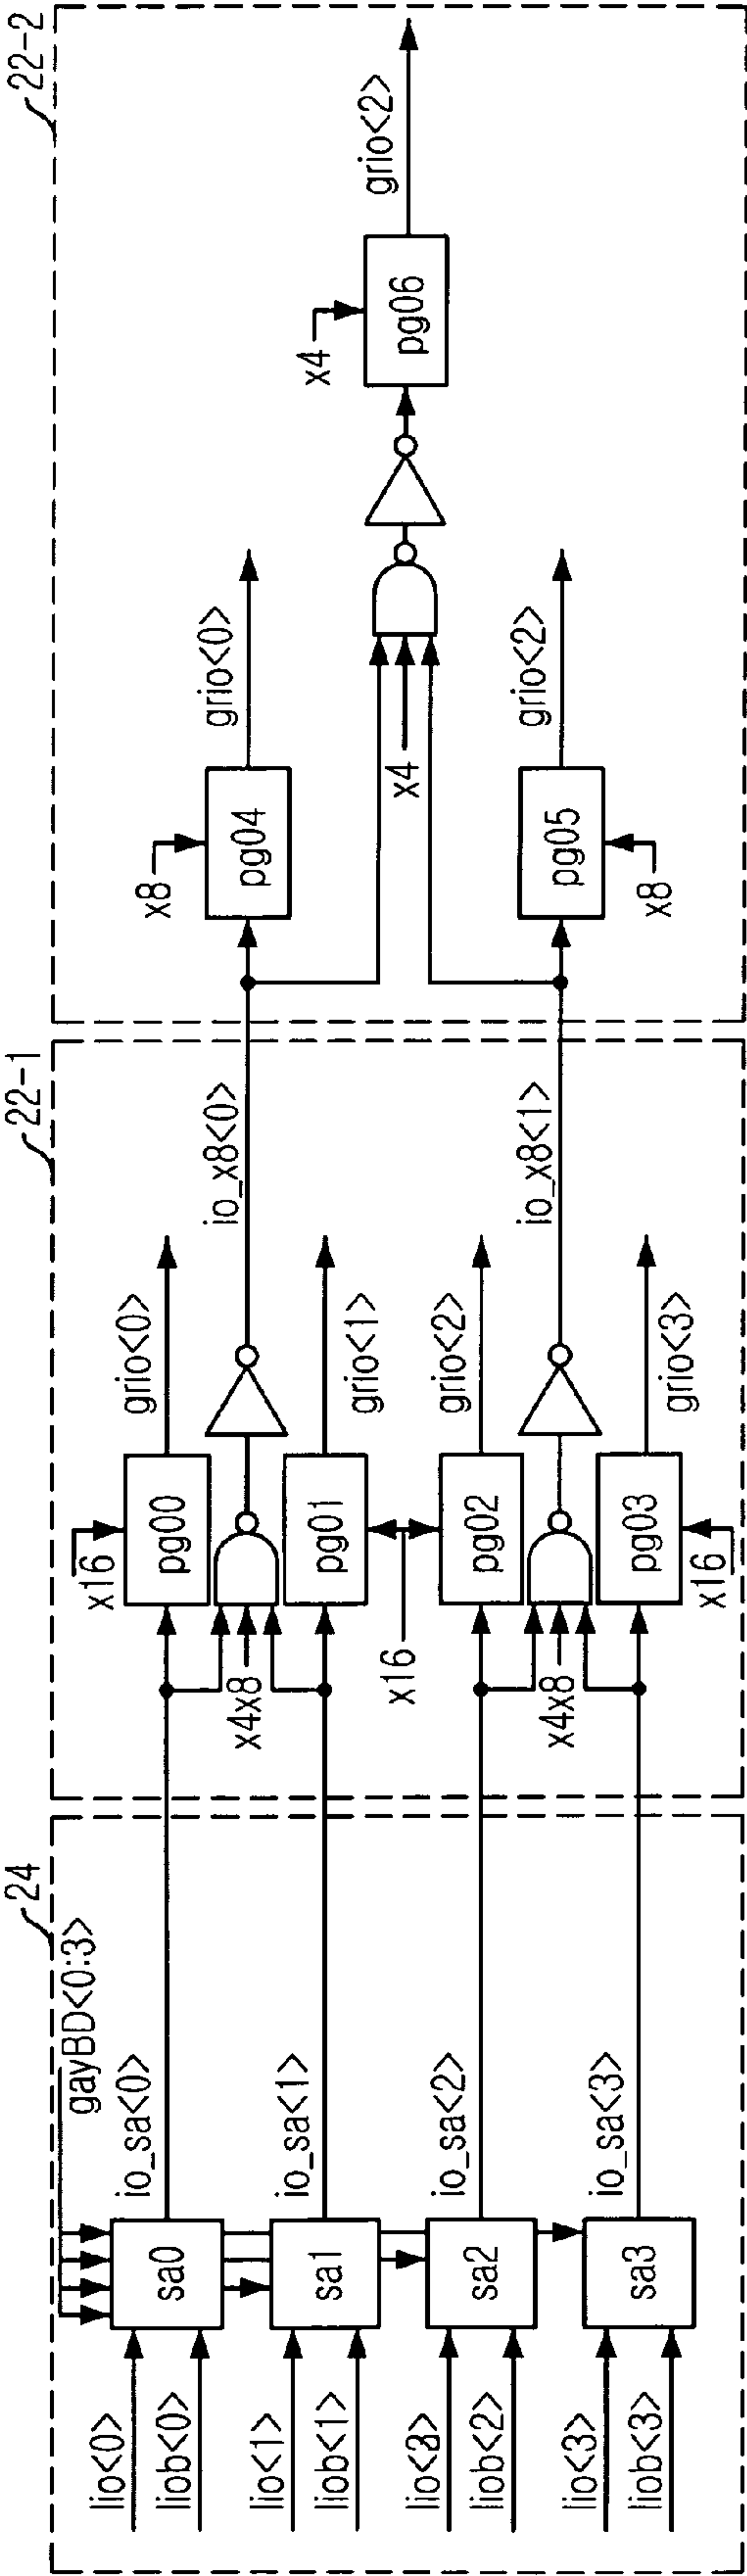 24
gayBD<0:3>
lio<0>
liob<0>
sa0
io_sa<0>
lio<1>
liob<1>
sa1
io_sa<1>
liob<2>
sa2
io_sa<2>
lio<3>
liob<3>
sa3
io_sa<3>
22-1
x16
pg00
grio<0>
x4x8
io_x8<0>
pg01
grio<1>
x16
pg02
grio<2>
x4x8
io_x8<1>
pg03
grio<3>
x16
22-2
x8
pg04
grio<0>
x4
x4
pg06
grio<2>
pg05
grio<2>
x8